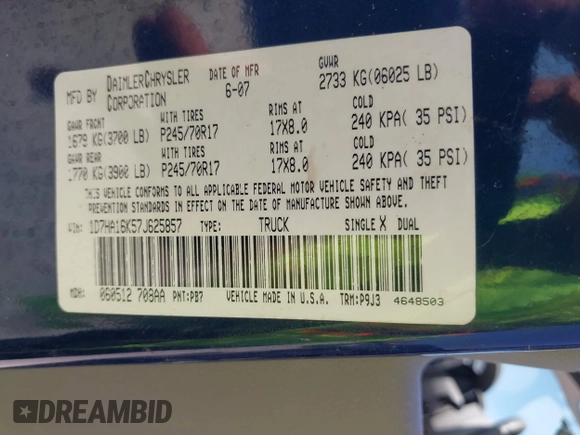 MFD BY DAIMLERCHRYSLER CORPORATION
DATE OF MFR 6-07
GVWR 2733 KG(06025 LB)
GAWR FRONT WITH TIRES RIMS AT COLD
1679 KG(3700 LB) P245/70R17 17X8.0 240 KPA( 35 PSI)
GAWR REAR WITH TIRES RIMS AT COLD
1770 KG(3900 LB) P245/70R17 17X8.0 240 KPA( 35 PSI)
THIS VEHICLE CONFORMS TO ALL APPLICABLE FEDERAL MOTOR VEHICLE SAFETY AND THEFT
PREVENTION STANDARDS IN EFFECT ON THE DATE OF MANUFACTURE SHOWN ABOVE.
VIN: 1D7HA16K57J625857 TYPE: TRUCK SINGLE X DUAL
MDH: 060512 708AA PNT:PB7 VEHICLE MADE IN U.S.A. TRM:P9J3 4648503
DREAMBID